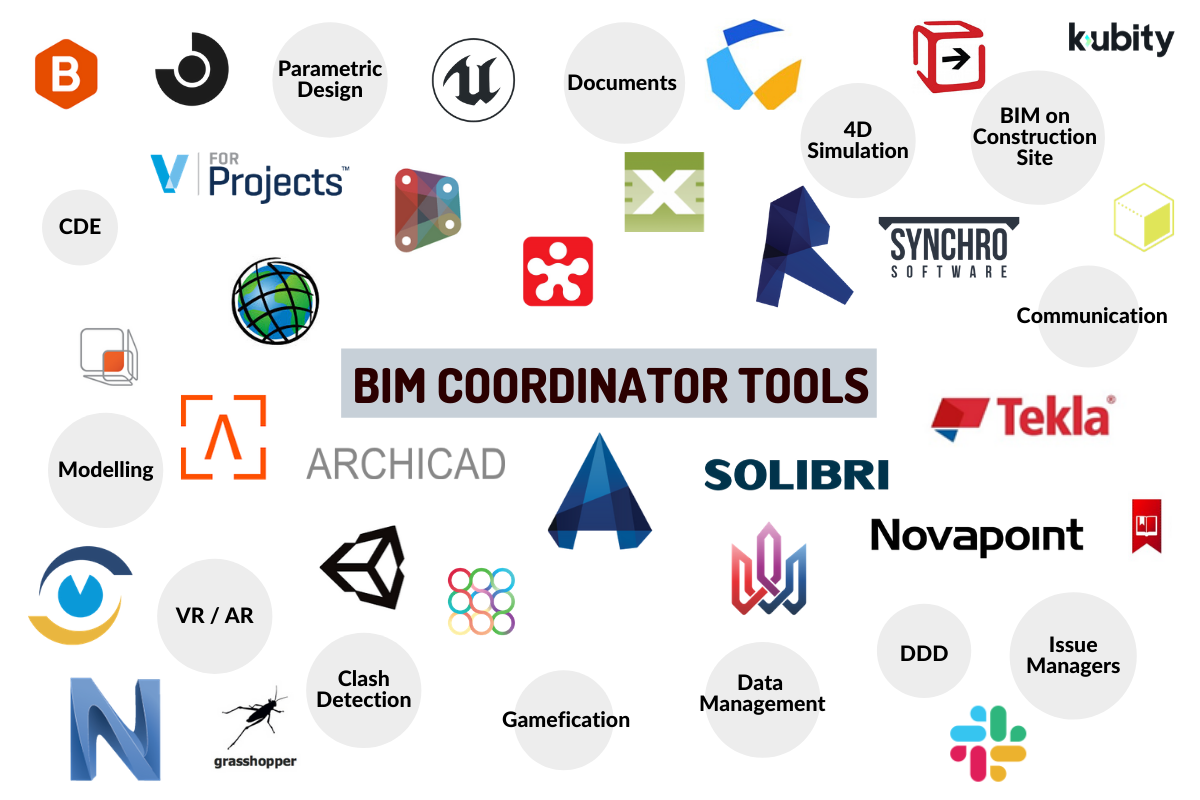 B
Parametric
Design
Documents
kubity
4D
Simulation
BIM on
Construction
Site
FOR
Projects™
CDE
SYNCHRO
SOFTWARE
Communication
BIM COORDINATOR TOOLS
Tekla®
Modelling
ARCHICAD
SOLIBRI
Novapoint
VR / AR
DDD
Issue
Managers
Clash
Detection
Data
Management
Gamefication
grasshopper